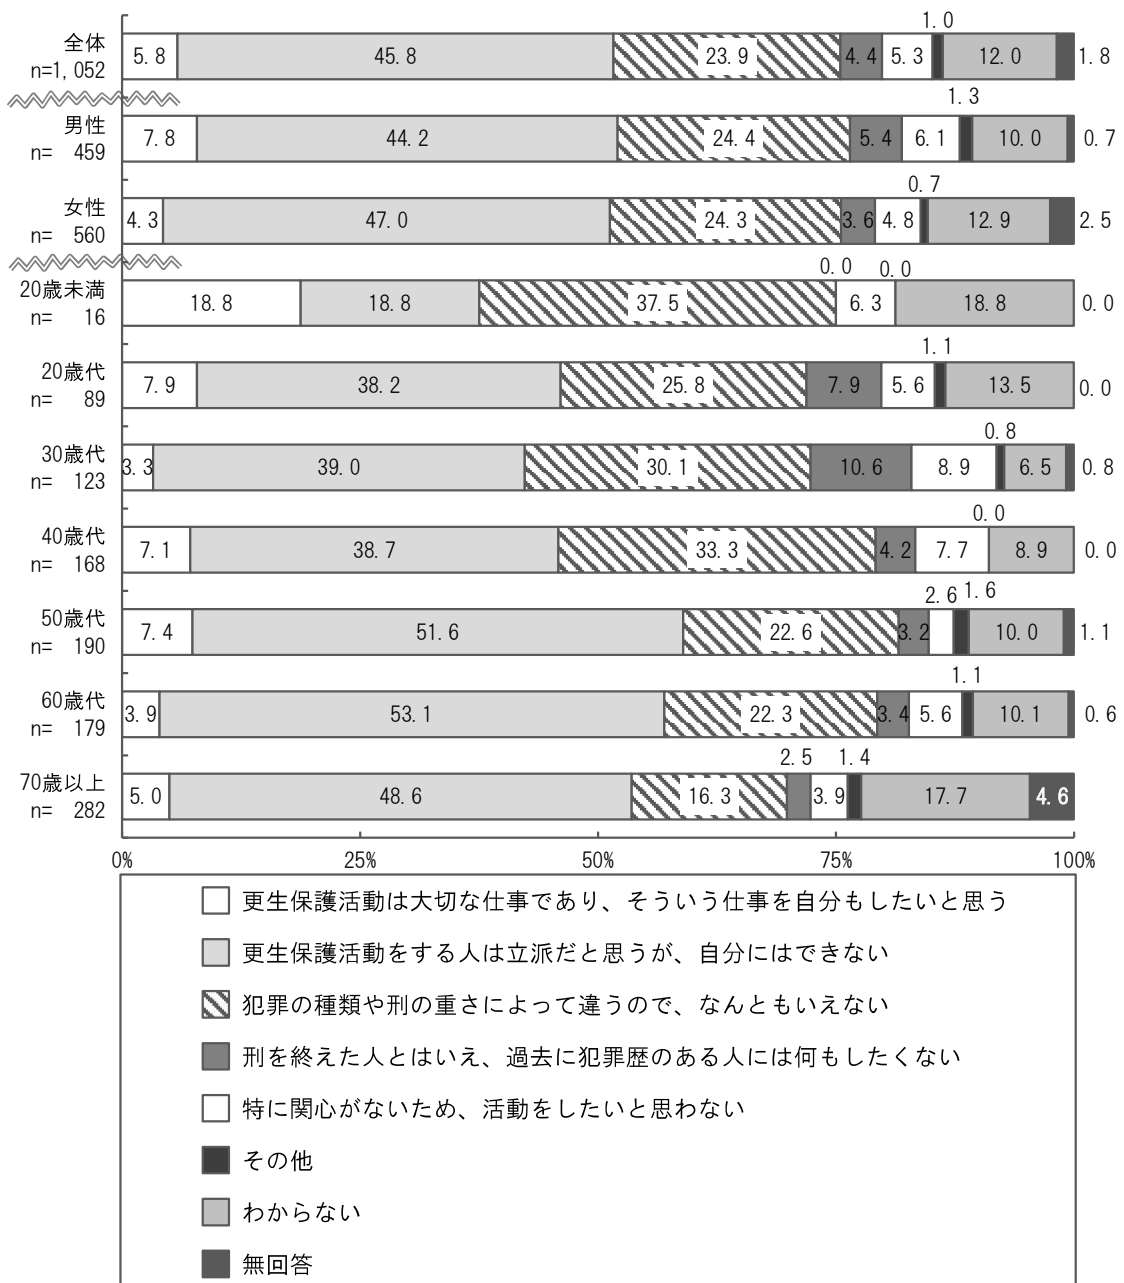 1.0
全体
n=1,052
5.8 45.8 23.9 4.4 5.3 12.0 1.8
1.3
男性
n= 459
7.8 44.2 24.4 5.4 6.1 10.0 0.7
0.7
女性
n= 560
4.3 47.0 24.3 3.6 4.8 12.9 2.5
0.0 0.0
20歳未満
n= 16
18.8 18.8 37.5 6.3 18.8 0.0
1.1
20歳代
n= 89
7.9 38.2 25.8 7.9 5.6 13.5 0.0
0.8
30歳代
n= 123
3.3 39.0 30.1 10.6 8.9 6.5 0.8
0.0
40歳代
n= 168
7.1 38.7 33.3 4.2 7.7 8.9 0.0
2.6 1.6
50歳代
n= 190
7.4 51.6 22.6 3.2 10.0 1.1
1.1
60歳代
n= 179
3.9 53.1 22.3 3.4 5.6 10.1 0.6
2.5 1.4
70歳以上
n= 282
5.0 48.6 16.3 3.9 17.7 4.6
0% 25% 50% 75% 100%
更生保護活動は大切な仕事であり、そういう仕事を自分もしたいと思う
更生保護活動をする人は立派だと思うが、自分にはできない
犯罪の種類や刑の重さによって違うので、なんともいえない
刑を終えた人とはいえ、過去に犯罪歴のある人には何もしたくない
特に関心がないため、活動をしたいと思わない
その他
わからない
無回答